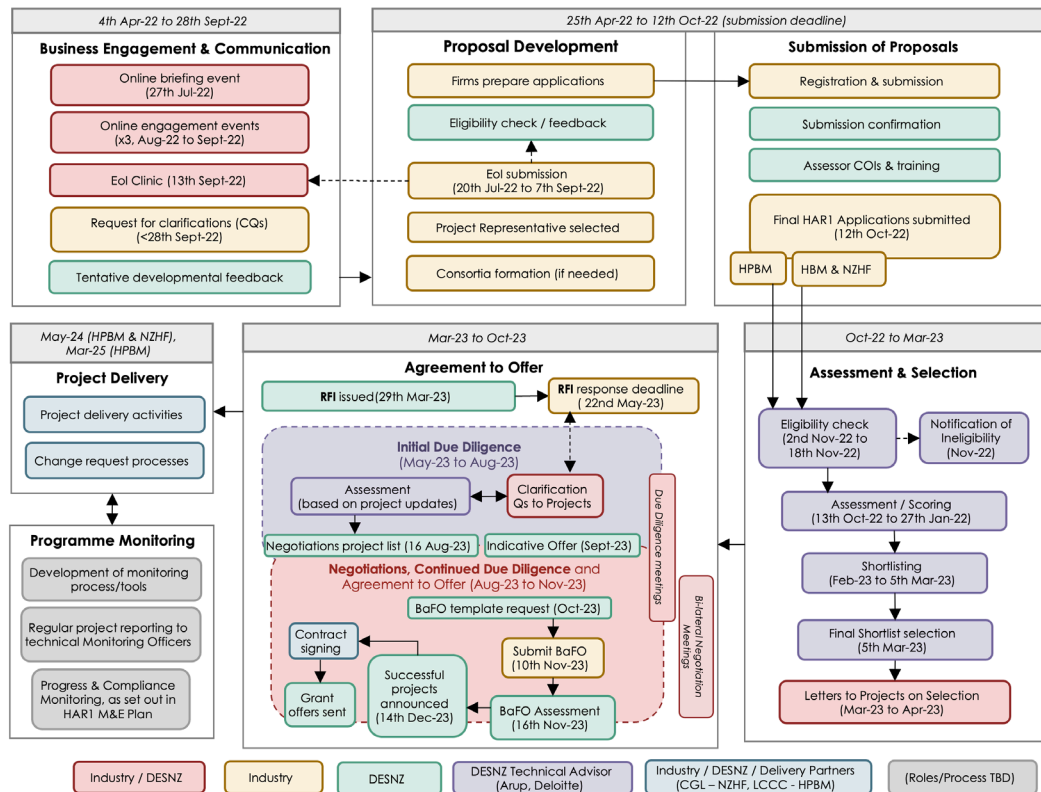 4th Apr-22 to 28th Sept-22
Business Engagement & Communication
Online briefing event
(27th Jul-22)
Online engagement events
(x3, Aug-22 to Sept-22)
EoI Clinic (13th Sept-22)
Request for clarifications (CQs)
(<28th Sept-22)
Tentative developmental feedback
25th Apr-22 to 12th Oct-22 (submission deadline)
Proposal Development
Firms prepare applications
Eligibility check / feedback
EoI submission
(20th Jul-22 to 7th Sept-22)
Project Representative selected
Consortia formation (if needed)
Submission of Proposals
Registration & submission
Submission confirmation
Assessor COIs & training
Final HAR1 Applications submitted
(12th Oct-22)
HPBM
HBM & NZHF
May-24 (HPBM & NZHF),
Mar-25 (HPBM)
Project Delivery
Project delivery activities
Change request processes
Programme Monitoring
Development of monitoring
process/tools
Regular project reporting to
technical Monitoring Officers
Progress & Compliance
Monitoring, as set out in
HAR1 M&E Plan
Mar-23 to Oct-23
Agreement to Offer
RFI issued(29th Mar-23)
RFI response deadline
( 22nd May-23)
Initial Due Diligence
(May-23 to Aug-23)
Assessment
(based on project updates)
Clarification
Qs to Projects
Negotiations project list (16 Aug-23)
Indicative Offer (Sept-23)
Negotiations, Continued Due Diligence and
Agreement to Offer (Aug-23 to Nov-23)
BaFO template request (Oct-23)
Contract
signing
Submit BaFO
(10th Nov-23)
Successful
projects
announced
(14th Dec-23)
Grant
offers sent
BaFO Assessment
(16th Nov-23)
Due Diligence meetings
Bi-lateral Negotiation
Meetings
Oct-22 to Mar-23
Assessment & Selection
Eligibility check
(2nd Nov-22 to
18th Nov-22)
Notification of
Ineligibility
(Nov-22)
Assessment / Scoring
(13th Oct-22 to 27th Jan-22)
Shortlisting
(Feb-23 to 5th Mar-23)
Final Shortlist selection
(5th Mar-23)
Letters to Projects on Selection
(Mar-23 to Apr-23)
Industry / DESNZ
Industry
DESNZ
DESNZ Technical Advisor
(Arup, Deloitte)
Industry / DESNZ / Delivery Partners
(CGL – NZHF, LCCC - HPBM)
(Roles/Process TBD)